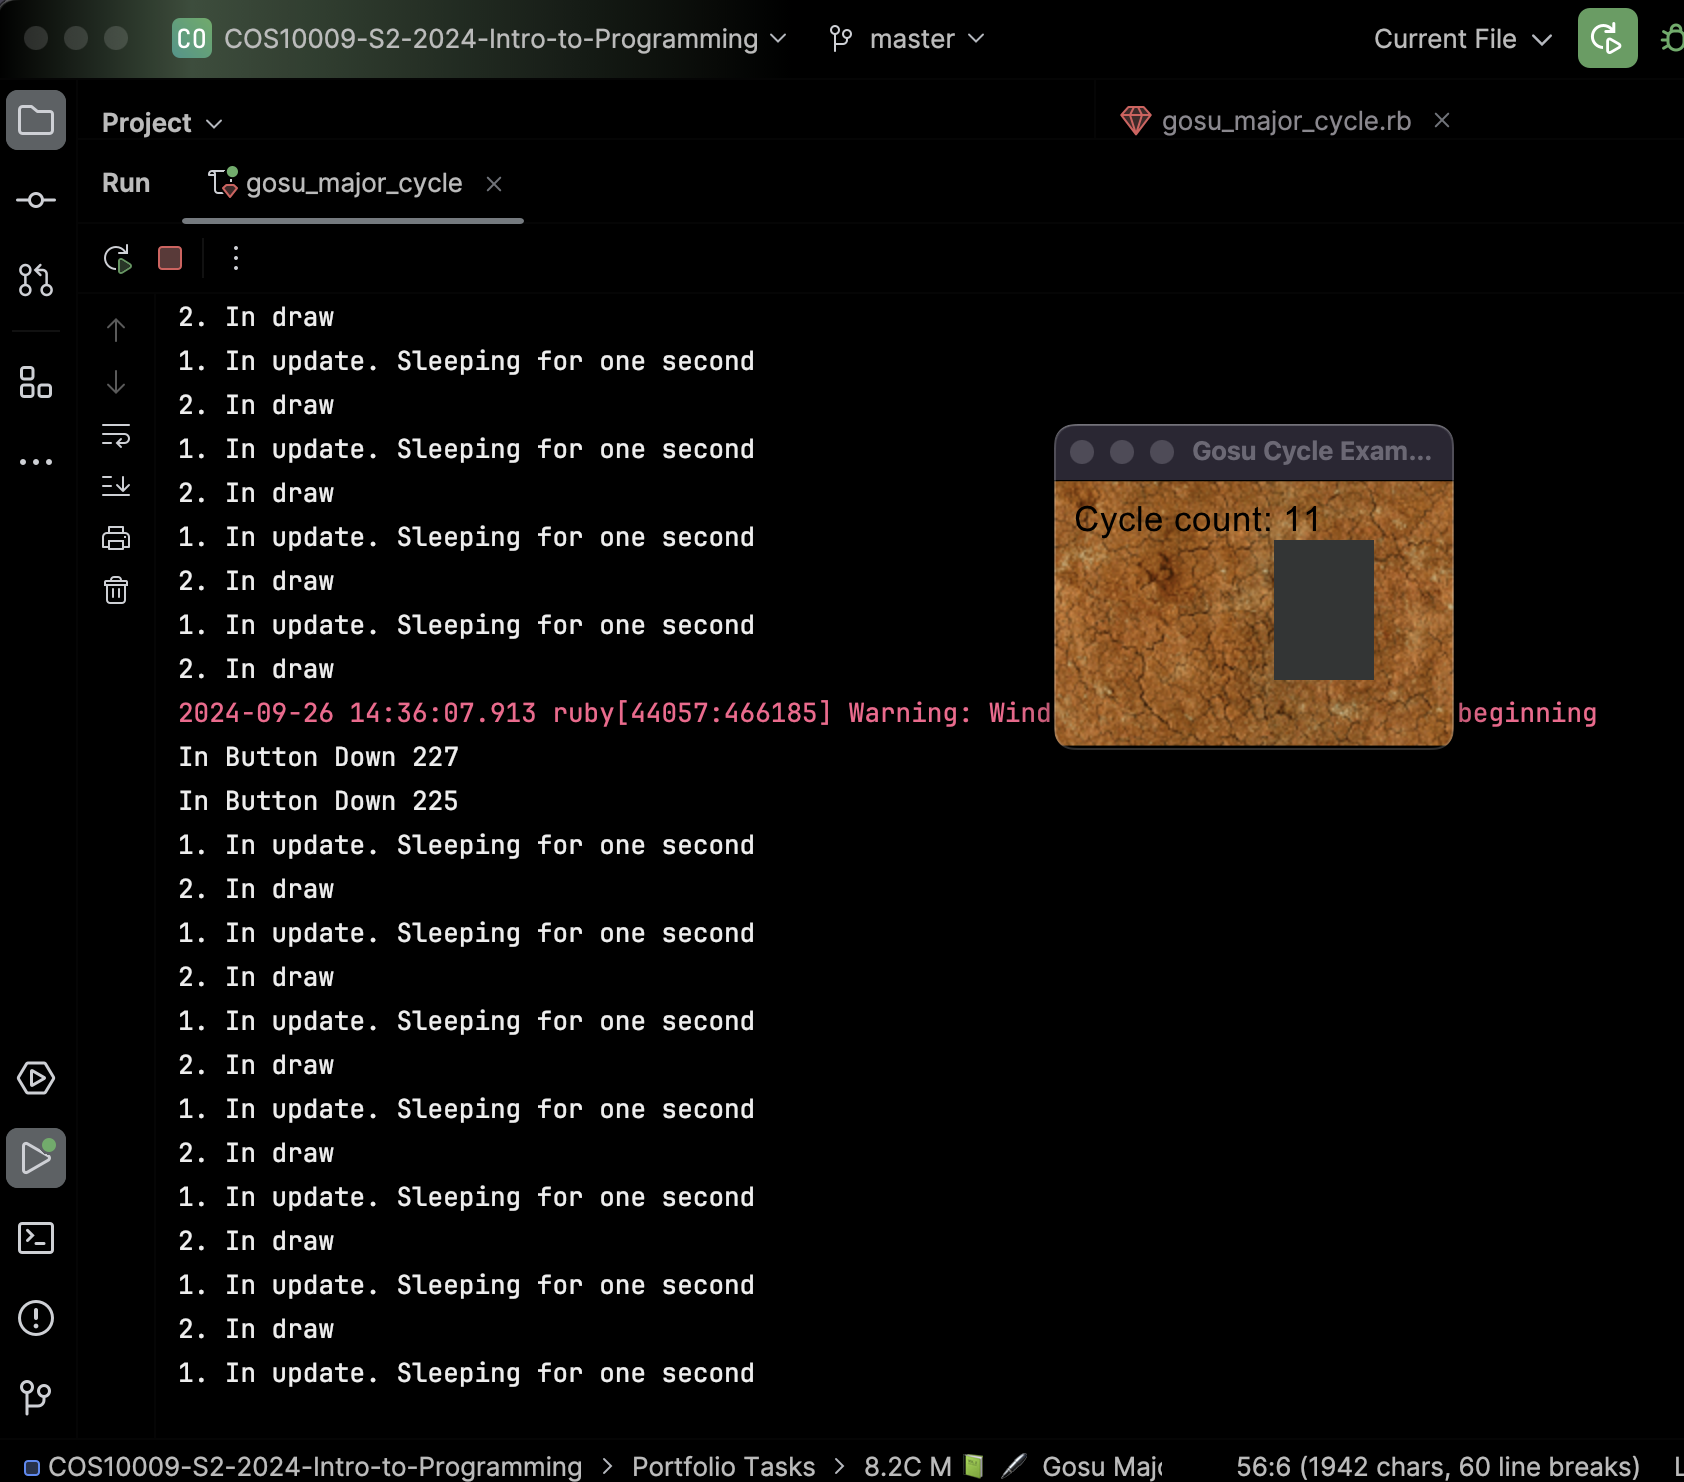 CO COS10009-S2-2024-Intro-to-Programming master Current File
Project gosu_major_cycle.rb
Run gosu_major_cycle
2. In draw
1. In update. Sleeping for one second
2. In draw
1. In update. Sleeping for one second
2. In draw
1. In update. Sleeping for one second
2. In draw
1. In update. Sleeping for one second
2. In draw
2024-09-26 14:36:07.913 ruby[44057:466185] Warning: Wind beginning
In Button Down 227
In Button Down 225
1. In update. Sleeping for one second
2. In draw
1. In update. Sleeping for one second
2. In draw
1. In update. Sleeping for one second
2. In draw
1. In update. Sleeping for one second
2. In draw
1. In update. Sleeping for one second
2. In draw
1. In update. Sleeping for one second
2. In draw
1. In update. Sleeping for one second
Gosu Cycle Exam...
Cycle count: 11
COS10009-S2-2024-Intro-to-Programming > Portfolio Tasks > 8.2C M 📗 🖋 Gosu Maj 56:6 (1942 chars, 60 line breaks)